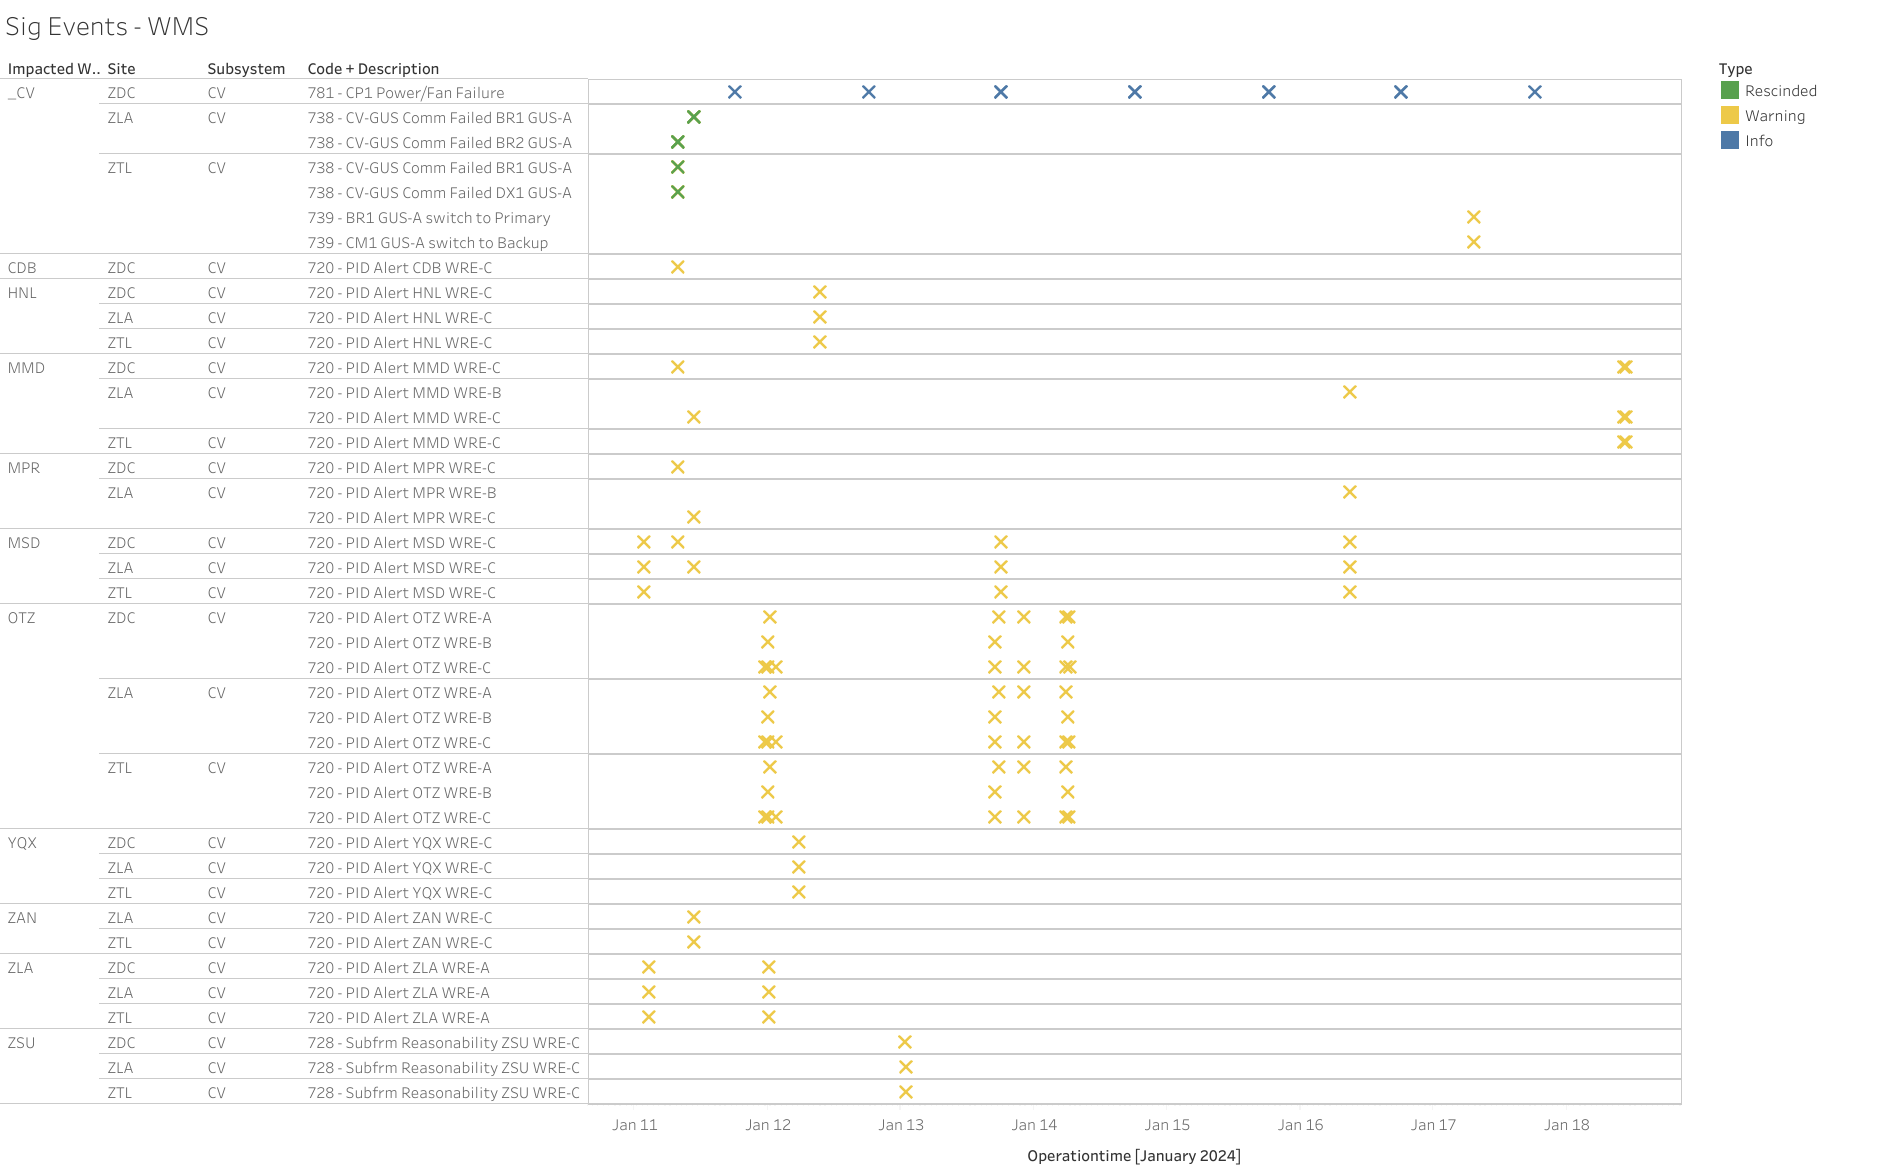 Sig Events - WMS
Impacted W.. Site Subsystem Code + Description
_CV ZDC CV 781 - CP1 Power/Fan Failure
ZLA CV 738 - CV-GUS Comm Failed BR1 GUS-A
738 - CV-GUS Comm Failed BR2 GUS-A
ZTL CV 738 - CV-GUS Comm Failed BR1 GUS-A
738 - CV-GUS Comm Failed DX1 GUS-A
739 - BR1 GUS-A switch to Primary
739 - CM1 GUS-A switch to Backup
CDB ZDC CV 720 - PID Alert CDB WRE-C
HNL ZDC CV 720 - PID Alert HNL WRE-C
ZLA CV 720 - PID Alert HNL WRE-C
ZTL CV 720 - PID Alert HNL WRE-C
MMD ZDC CV 720 - PID Alert MMD WRE-C
ZLA CV 720 - PID Alert MMD WRE-B
720 - PID Alert MMD WRE-C
ZTL CV 720 - PID Alert MMD WRE-C
MPR ZDC CV 720 - PID Alert MPR WRE-C
ZLA CV 720 - PID Alert MPR WRE-B
720 - PID Alert MPR WRE-C
MSD ZDC CV 720 - PID Alert MSD WRE-C
ZLA CV 720 - PID Alert MSD WRE-C
ZTL CV 720 - PID Alert MSD WRE-C
OTZ ZDC CV 720 - PID Alert OTZ WRE-A
720 - PID Alert OTZ WRE-B
720 - PID Alert OTZ WRE-C
ZLA CV 720 - PID Alert OTZ WRE-A
720 - PID Alert OTZ WRE-B
720 - PID Alert OTZ WRE-C
ZTL CV 720 - PID Alert OTZ WRE-A
720 - PID Alert OTZ WRE-B
720 - PID Alert OTZ WRE-C
YQX ZDC CV 720 - PID Alert YQX WRE-C
ZLA CV 720 - PID Alert YQX WRE-C
ZTL CV 720 - PID Alert YQX WRE-C
ZAN ZLA CV 720 - PID Alert ZAN WRE-C
ZTL CV 720 - PID Alert ZAN WRE-C
ZLA ZDC CV 720 - PID Alert ZLA WRE-A
ZLA CV 720 - PID Alert ZLA WRE-A
ZTL CV 720 - PID Alert ZLA WRE-A
ZSU ZDC CV 728 - Subfrm Reasonability ZSU WRE-C
ZLA CV 728 - Subfrm Reasonability ZSU WRE-C
ZTL CV 728 - Subfrm Reasonability ZSU WRE-C
Jan 11 Jan 12 Jan 13 Jan 14 Jan 15 Jan 16 Jan 17 Jan 18
Operationtime [January 2024]
Type
Rescinded
Warning
Info